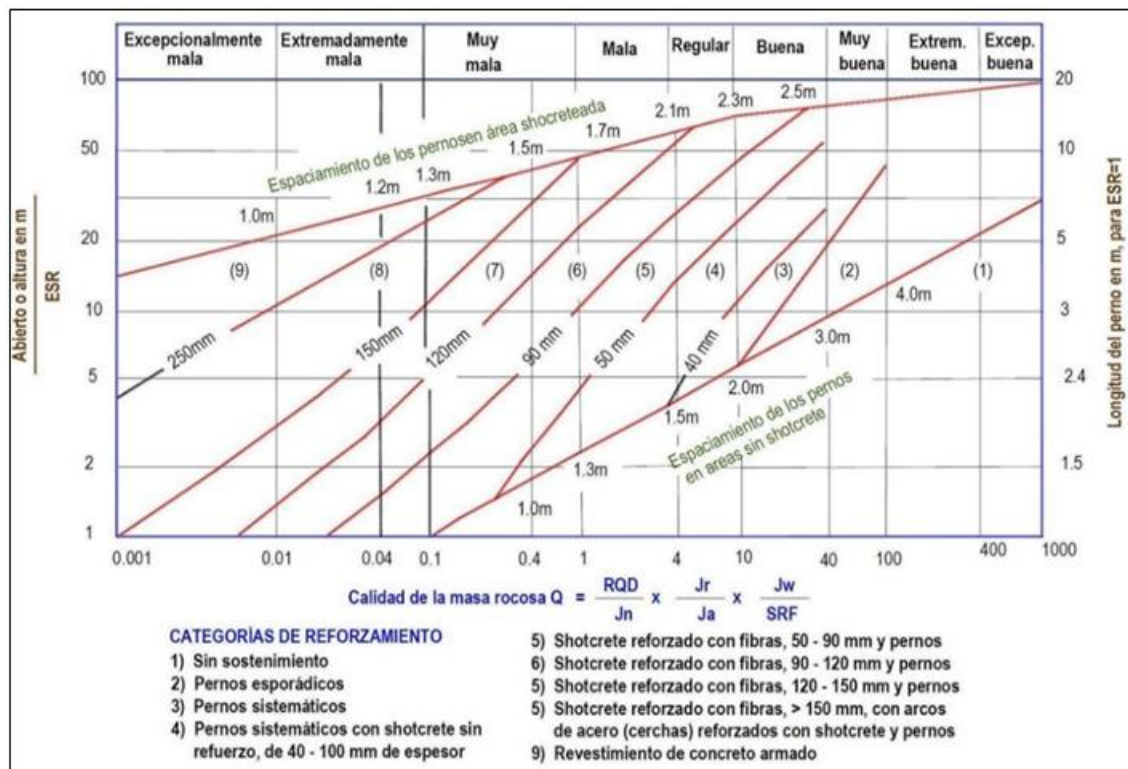 Excepcionalmente mala
Extremadamente mala
Muy mala
Mala
Regular
Buena
Muy buena
Extrem. buena
Excep. buena
100
50
20
10
5
2
1
Abierto o altura en m
ESR
20
10
5
3
2.4
1.5
Longitud del perno en m, para ESR=1
Espaciamiento de los pernosen área shocreteada
1.0m
1.2m
1.3m
1.5m
1.7m
2.1m
2.3m
2.5m
(9)
(8)
(7)
(6)
(5)
(4)
(3)
(2)
(1)
250mm
150mm
120mm
90 mm
50 mm
40 mm
4.0m
3.0m
2.0m
1.5m
1.3m
1.0m
Espaciamiento de los pernos
en areas sin shotcrete
0.001
0.01
0.04
0.1
0.4
1
4
10
40
100
400
1000
Calidad de la masa rocosa Q = RQD/Jn x Jr/Ja x Jw/SRF
CATEGORÍAS DE REFORZAMIENTO
1) Sin sostenimiento
2) Pernos esporádicos
3) Pernos sistemáticos
4) Pernos sistemáticos con shotcrete sin
refuerzo, de 40 - 100 mm de espesor
5) Shotcrete reforzado con fibras, 50 - 90 mm y pernos
6) Shotcrete reforzado con fibras, 90 - 120 mm y pernos
5) Shotcrete reforzado con fibras, 120 - 150 mm y pernos
5) Shotcrete reforzado con fibras, > 150 mm, con arcos
de acero (cerchas) reforzados con shotcrete y pernos
9) Revestimiento de concreto armado